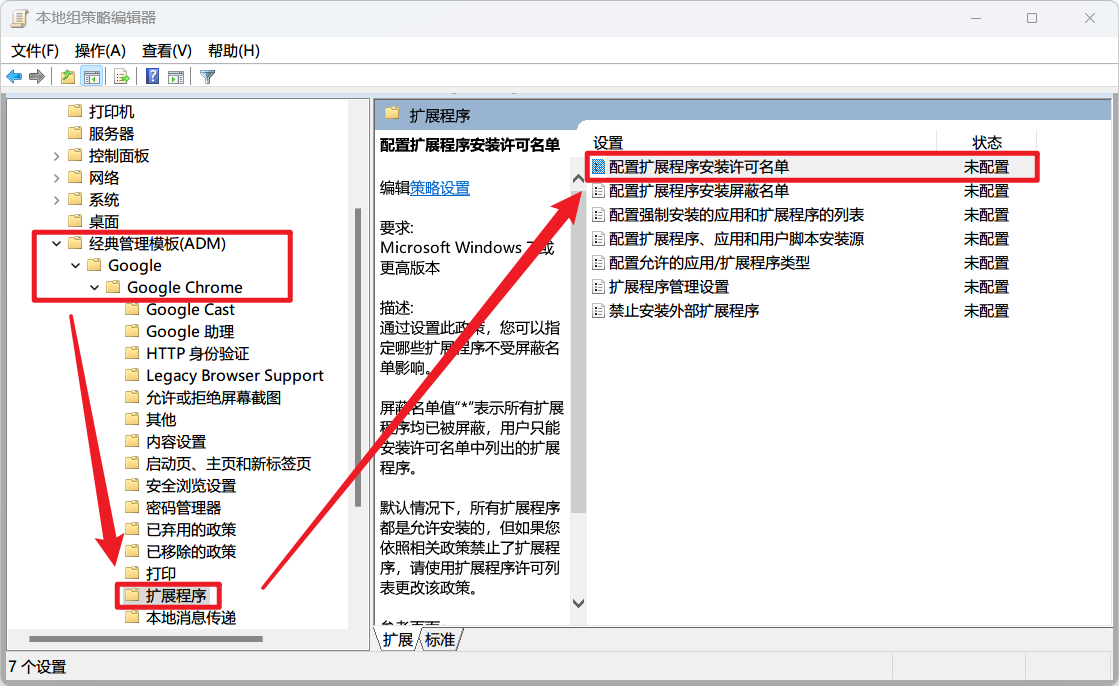 本地组策略编辑器
文件(F) 操作(A) 查看(V) 帮助(H)
打印机
服务器
控制面板
网络
系统
桌面
经典管理模板(ADM)
Google
Google Chrome
Google Cast
Google 助理
HTTP 身份验证
Legacy Browser Support
允许或拒绝屏幕截图
其他
内容设置
启动页、主页和新标签页
安全浏览设置
密码管理器
已弃用的政策
已移除的政策
打印
扩展程序
本地消息传递
扩展程序
配置扩展程序安装许可名单
编辑策略设置
要求:
Microsoft Windows 7 或
更高版本
描述:
通过设置此政策，您可以指
定哪些扩展程序不受屏蔽名
单影响。
屏蔽名单值“*”表示所有扩展
程序均已被屏蔽，用户只能
安装许可名单中列出的扩展
程序。
默认情况下，所有扩展程序
都是允许安装的，但如果您
依照相关政策禁止了扩展程
序，请使用扩展程序许可列
表更改该政策。
设置 状态
配置扩展程序安装许可名单 未配置
配置扩展程序安装屏蔽名单 未配置
配置强制安装的应用和扩展程序的列表 未配置
配置扩展程序、应用和用户脚本安装源 未配置
配置允许的应用/扩展程序类型 未配置
扩展程序管理设置 未配置
禁止安装外部扩展程序 未配置
扩展 标准
7 个设置